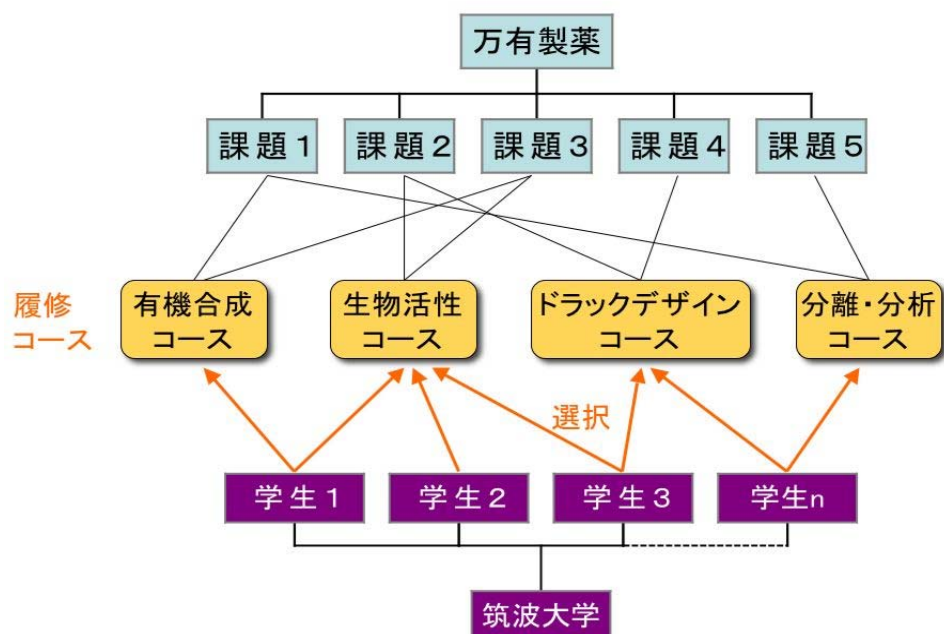 万有製薬
課題1
課題2
課題3
課題4
課題5
履修
コース
有機合成
コース
生物活性
コース
ドラックデザイン
コース
分離・分析
コース
選択
学生1
学生2
学生3
学生n
筑波大学